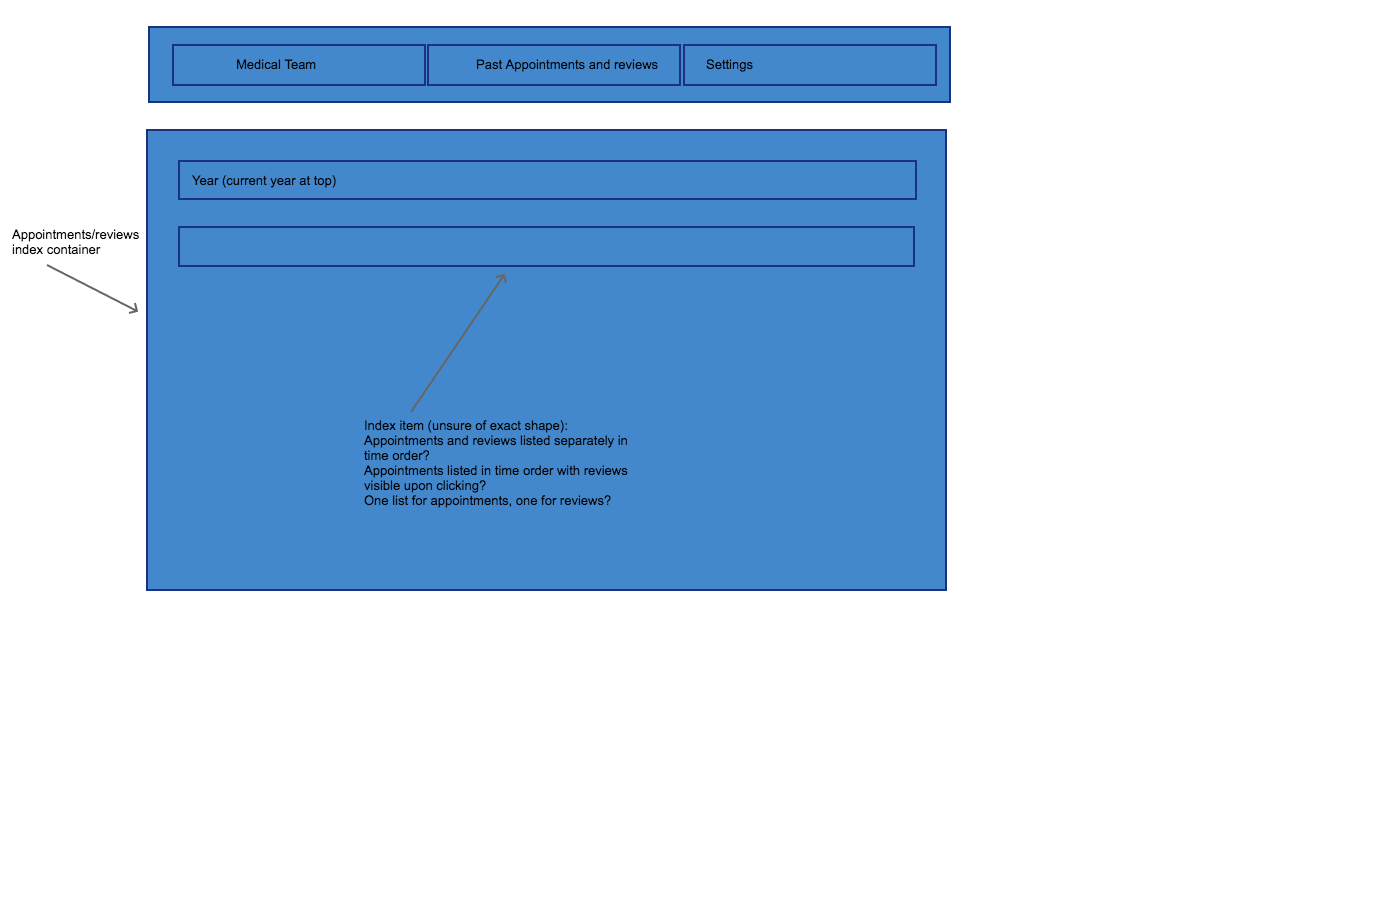 Medical Team
Past Appointments and reviews
Settings
Year (current year at top)
Appointments/reviews
index container
Index item (unsure of exact shape):
Appointments and reviews listed separately in
time order?
Appointments listed in time order with reviews
visible upon clicking?
One list for appointments, one for reviews?